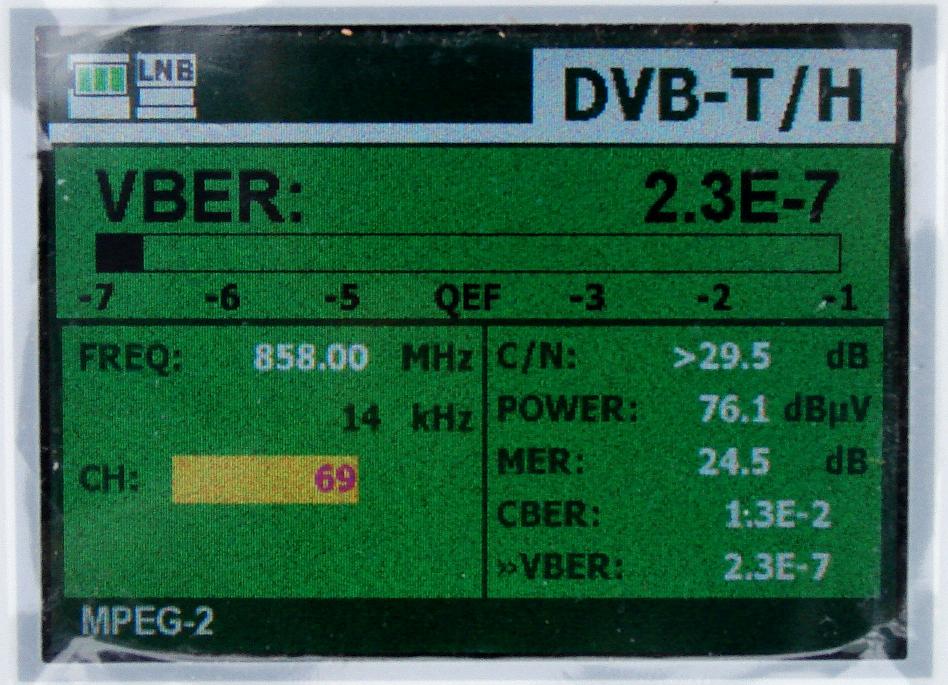 LNB
DVB-T/H
VBER: 2.3E-7
-7 -6 -5 QEF -3 -2 -1
FREQ: 858.00 MHz
14 kHz
CH: 69
C/N: >29.5 dB
POWER: 76.1 dBµV
MER: 24.5 dB
CBER: 1.3E-2
»VBER: 2.3E-7
MPEG-2